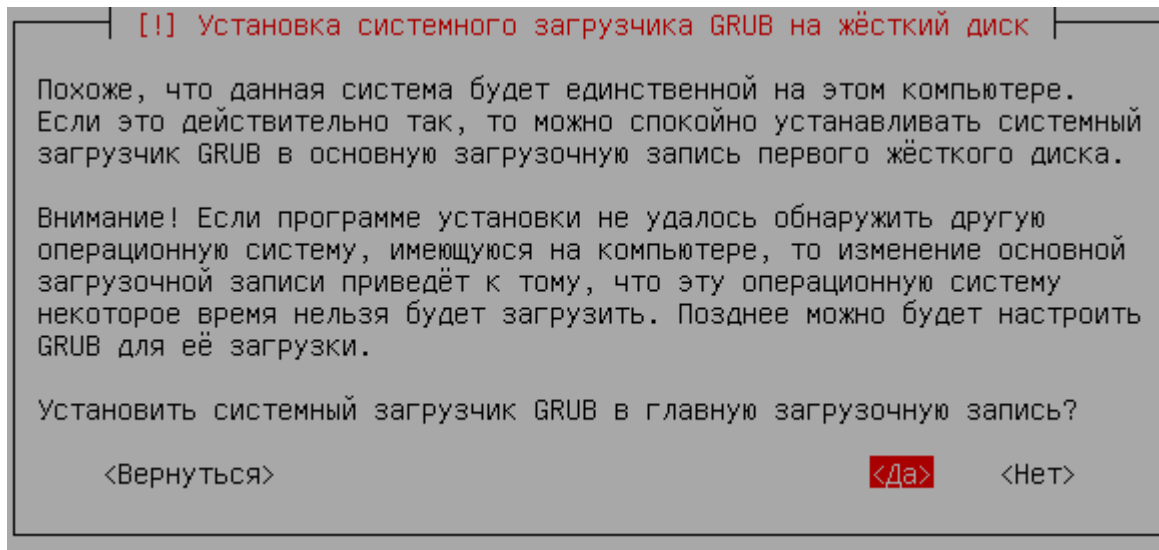 [!] Установка системного загрузчика GRUB на жёсткий диск
Похоже, что данная система будет единственной на этом компьютере.
Если это действительно так, то можно спокойно устанавливать системный
загрузчик GRUB в основную загрузочную запись первого жёсткого диска.
Внимание! Если программе установки не удалось обнаружить другую
операционную систему, имеющуюся на компьютере, то изменение основной
загрузочной записи приведёт к тому, что эту операционную систему
некоторое время нельзя будет загрузить. Позднее можно будет настроить
GRUB для её загрузки.
Установить системный загрузчик GRUB в главную загрузочную запись?
<Вернуться> <Да> <Нет>